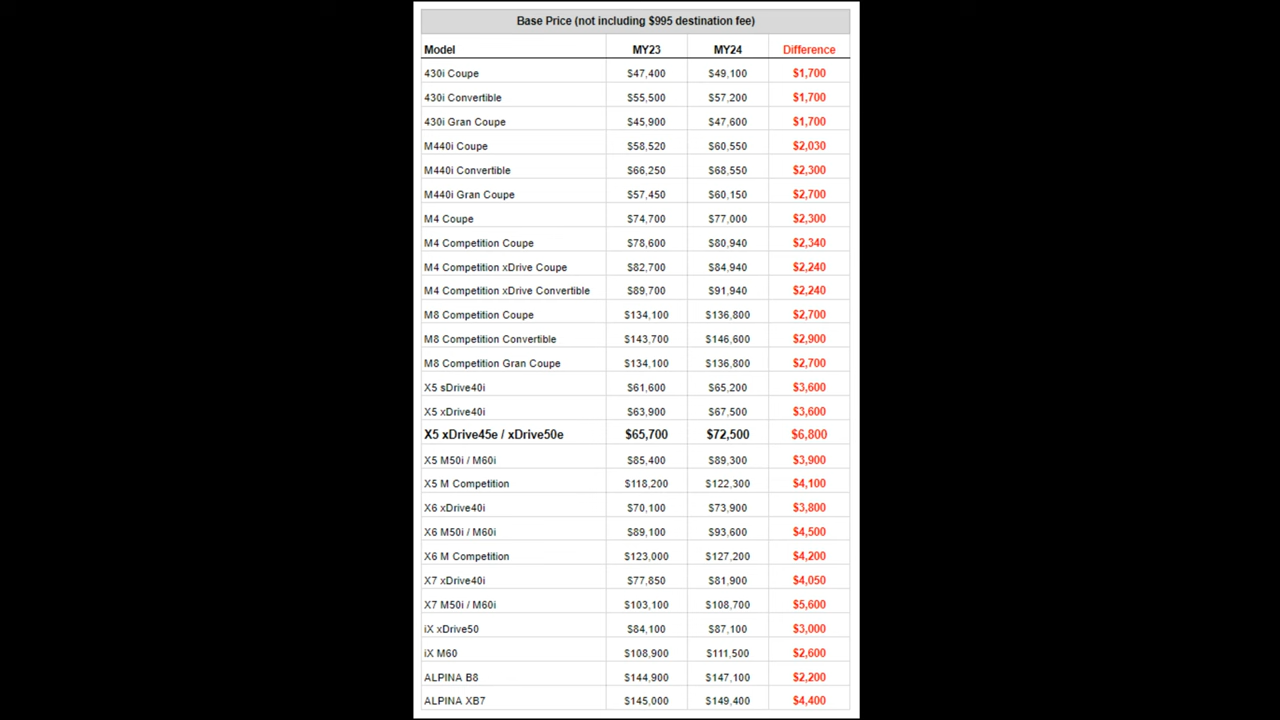 Base Price (not including $995 destination fee)
Model MY23 MY24 Difference
430i Coupe $47,400 $49,100 $1,700
430i Convertible $55,500 $57,200 $1,700
430i Gran Coupe $45,900 $47,600 $1,700
M440i Coupe $58,520 $60,550 $2,030
M440i Convertible $66,250 $68,550 $2,300
M440i Gran Coupe $57,450 $60,150 $2,700
M4 Coupe $74,700 $77,000 $2,300
M4 Competition Coupe $78,600 $80,940 $2,340
M4 Competition xDrive Coupe $82,700 $84,940 $2,240
M4 Competition xDrive Convertible $89,700 $91,940 $2,240
M8 Competition Coupe $134,100 $136,800 $2,700
M8 Competition Convertible $143,700 $146,600 $2,900
M8 Competition Gran Coupe $134,100 $136,800 $2,700
X5 sDrive40i $61,600 $65,200 $3,600
X5 xDrive40i $63,900 $67,500 $3,600
X5 xDrive45e / xDrive50e $65,700 $72,500 $6,800
X5 M50i / M60i $85,400 $89,300 $3,900
X5 M Competition $118,200 $122,300 $4,100
X6 xDrive40i $70,100 $73,900 $3,800
X6 M50i / M60i $89,100 $93,600 $4,500
X6 M Competition $123,000 $127,200 $4,200
X7 xDrive40i $77,850 $81,900 $4,050
X7 M50i / M60i $103,100 $108,700 $5,600
iX xDrive50 $84,100 $87,100 $3,000
iX M60 $108,900 $111,500 $2,600
ALPINA B8 $144,900 $147,100 $2,200
ALPINA XB7 $145,000 $149,400 $4,400